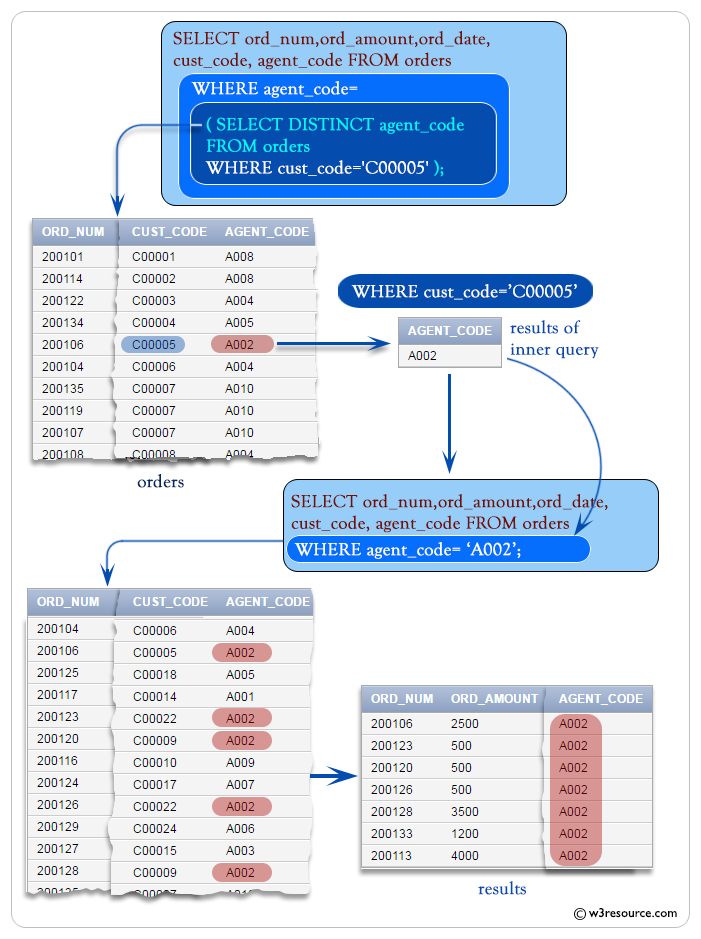 SELECT ord_num,ord_amount,ord_date,
cust_code, agent_code FROM orders
WHERE agent_code=
( SELECT DISTINCT agent_code
FROM orders
WHERE cust_code='C00005' );
ORD_NUM CUST_CODE AGENT_CODE
200101 C00001 A008
200114 C00002 A008
200122 C00003 A004
200134 C00004 A005
200106 C00005 A002
200104 C00006 A004
200135 C00007 A010
200119 C00007 A010
200107 C00007 A010
200108 C00008 A004
orders
WHERE cust_code=’C00005’
AGENT_CODE
A002
results of
inner query
SELECT ord_num,ord_amount,ord_date,
cust_code, agent_code FROM orders
WHERE agent_code= ‘A002’;
ORD_NUM CUST_CODE AGENT_CODE
200104 C00006 A004
200106 C00005 A002
200125 C00018 A005
200117 C00014 A001
200123 C00022 A002
200120 C00009 A002
200116 C00010 A009
200124 C00017 A007
200126 C00022 A002
200129 C00024 A006
200127 C00015 A003
200128 C00009 A002
ORD_NUM ORD_AMOUNT AGENT_CODE
200106 2500 A002
200123 500 A002
200120 500 A002
200126 500 A002
200128 3500 A002
200133 1200 A002
200113 4000 A002
results
© w3resource.com